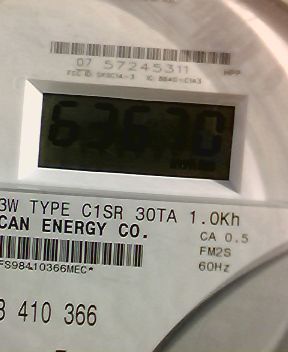 07 57245311
HPP
63630
3W TYPE C1SR 30TA 1.0Kh
CAN ENERGY CO.
CA 0.5
FM2S
60Hz
FS98410366MEC*
3 410 366